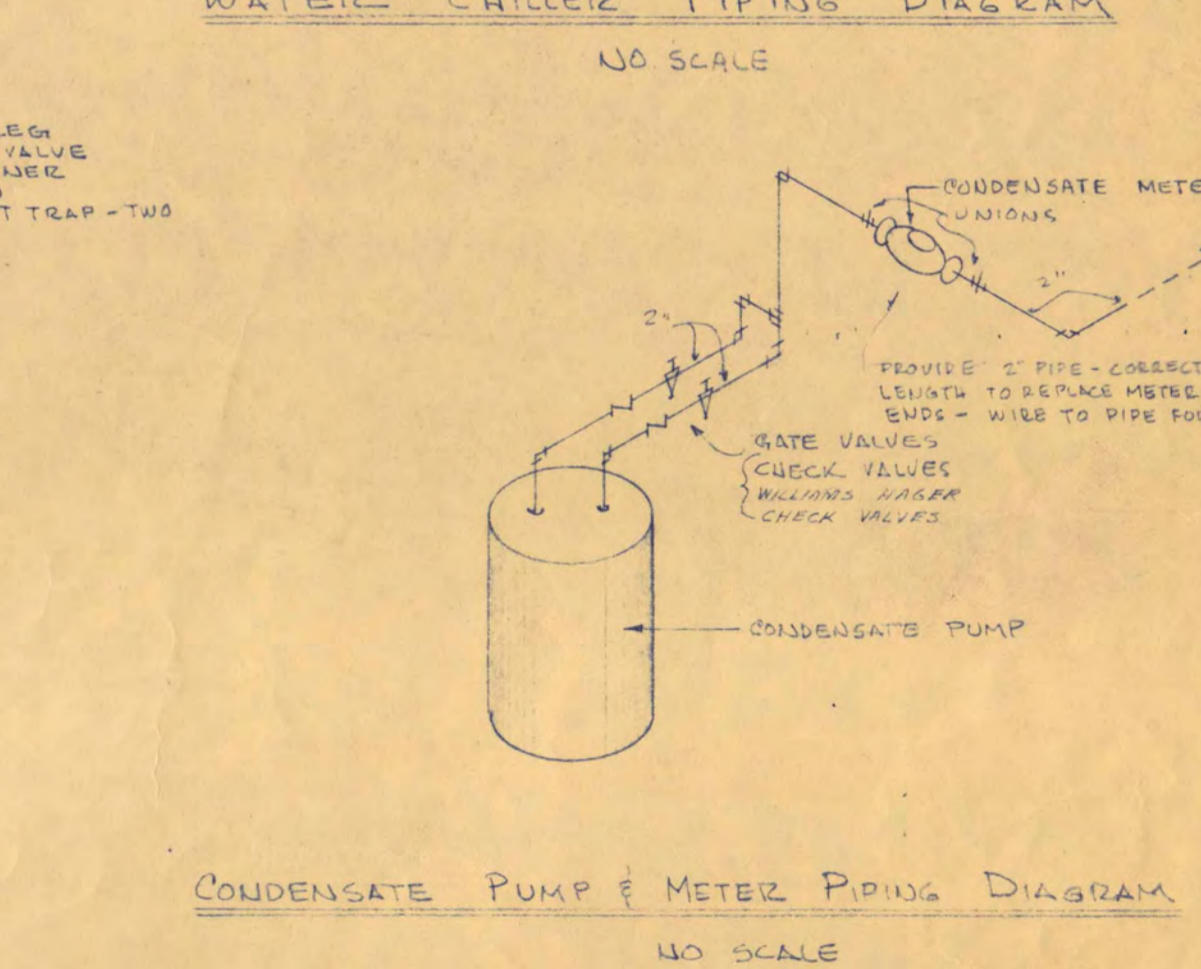 WATER CHILLER PIPING DIAGRAM
NO SCALE
LEG
VALVE
NER
T TRAP - TWO
CONDENSATE METE
UNIONS
2"
2"
PROVIDE 2" PIPE - CORRECT
LENGTH TO REPLACE METER
ENDS - WIRE TO PIPE FO
GATE VALVES
CHECK VALVES
WILLIAMS HAGER
CHECK VALVES
CONDENSATE PUMP
CONDENSATE PUMP & METER PIPING DIAGRAM
NO SCALE